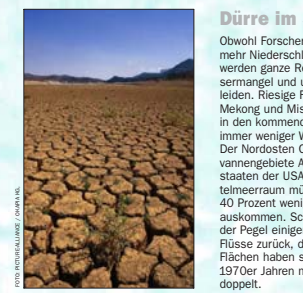 Dürre im
Obwohl Forscher
mehr Niederschl
werden ganze Re
sermangel und u
leiden. Riesige F
Mekong und Mis
in den kommend
immer weniger W
Der Nordosten
vannengebiete A
staaten der USA
telmeerraum mü
40 Prozent weni
auskommen. Sc
der Pegel einige
Flüsse zurück, d
Flächen haben s
1970er Jahren m
doppelt.
FOTO: PICTURE ALLIANCE /